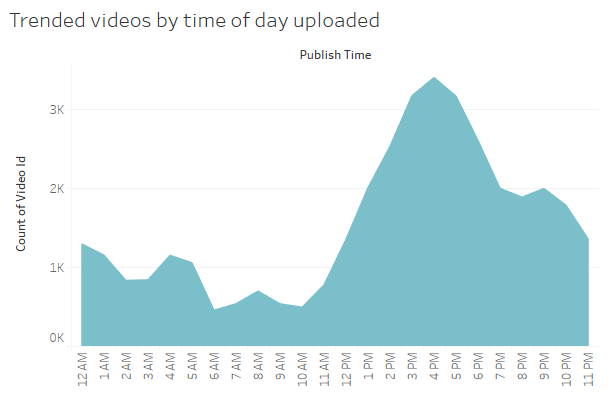 Trended videos by time of day uploaded
Publish Time
Count of Video Id
3K
2K
1K
0K
12 AM
1 AM
2 AM
3 AM
4 AM
5 AM
6 AM
7 AM
8 AM
9 AM
10 AM
11 AM
12 PM
1 PM
2 PM
3 PM
4 PM
5 PM
6 PM
7 PM
8 PM
9 PM
10 PM
11 PM